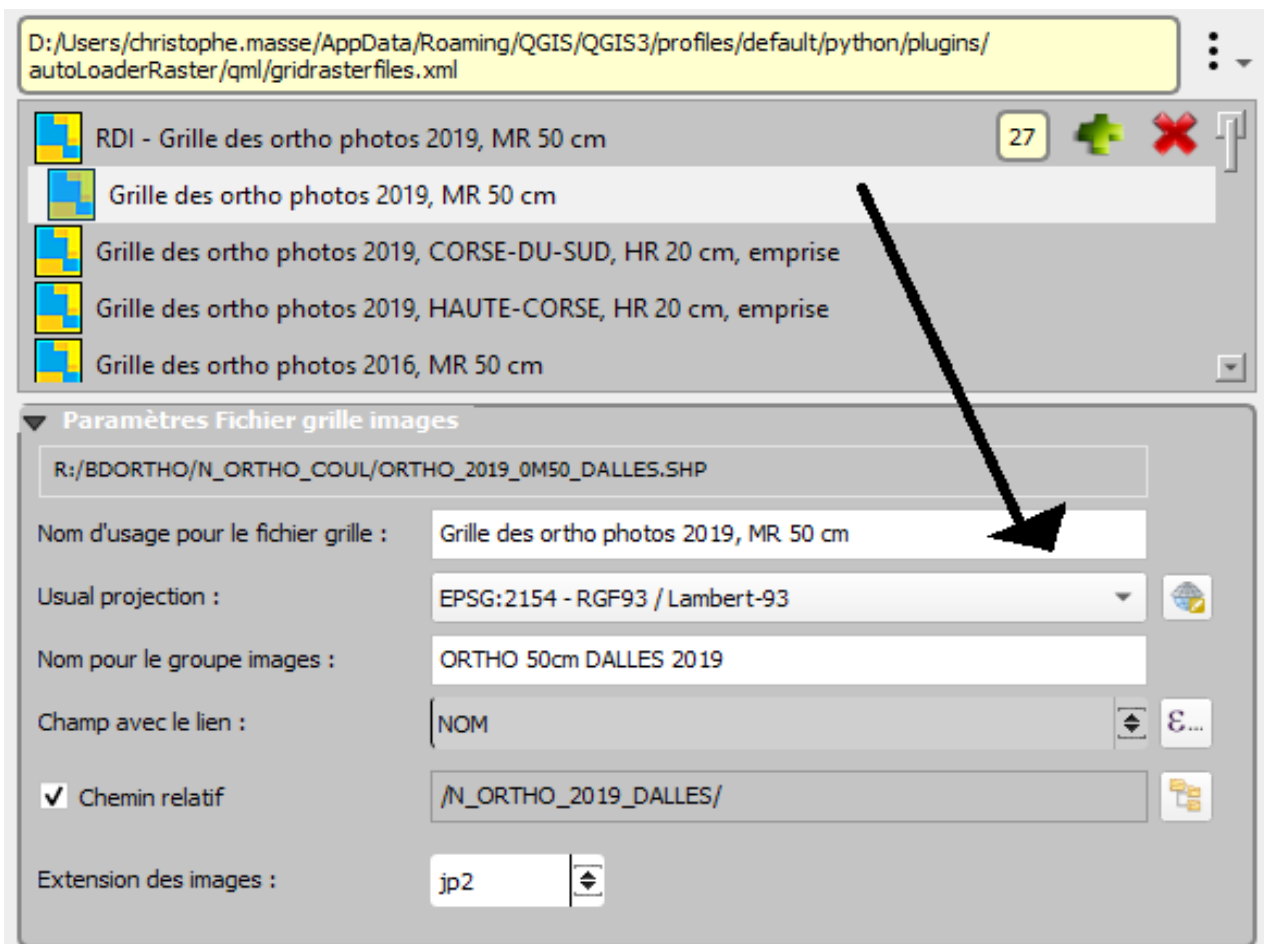 D:/Users/christophe.masse/AppData/Roaming/QGIS/QGIS3/profiles/default/python/plugins/
autoLoaderRaster/qml/gridrasterfiles.xml
RDI - Grille des ortho photos 2019, MR 50 cm
27
Grille des ortho photos 2019, MR 50 cm
Grille des ortho photos 2019, CORSE-DU-SUD, HR 20 cm, emprise
Grille des ortho photos 2019, HAUTE-CORSE, HR 20 cm, emprise
Grille des ortho photos 2016, MR 50 cm
Paramètres Fichier grille images
R:/BDORTHO/N_ORTHO_COUL/ORTHO_2019_0M50_DALLES.SHP
Nom d'usage pour le fichier grille : Grille des ortho photos 2019, MR 50 cm
Usual projection : EPSG:2154 - RGF93 / Lambert-93
Nom pour le groupe images : ORTHO 50cm DALLES 2019
Champ avec le lien : NOM ε...
Chemin relatif /N_ORTHO_2019_DALLES/
Extension des images : jp2